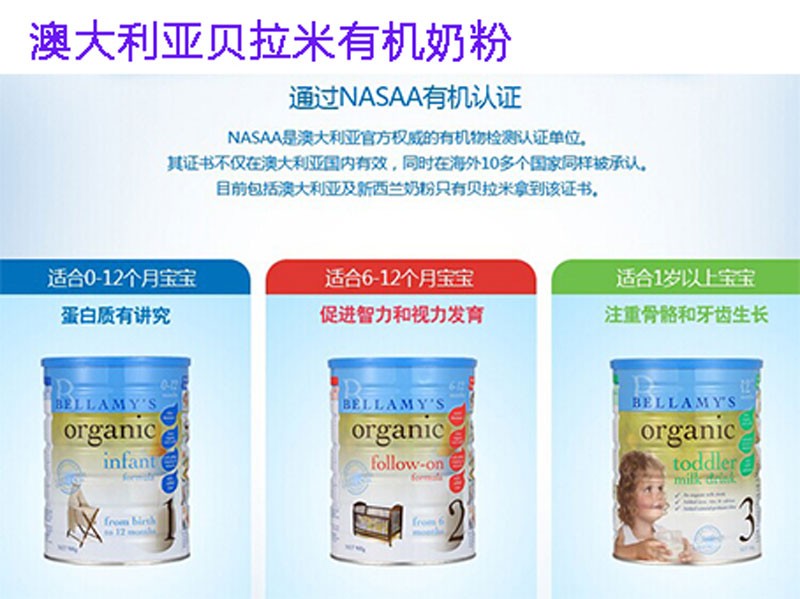 澳大利亚贝拉米有机奶粉
通过NASAA有机认证
NASAA是澳大利亚官方权威的有机物检测认证单位。
其证书不仅在澳大利亚国内有效，同时在海外10多个国家同样被承认。
目前包括澳大利亚及新西兰奶粉只有贝拉米拿到该证书。
适合0-12个月宝宝
蛋白质有讲究
0-12
BELLAMY'S
organic
infant
formula
from birth
to 12 months
1
适合6-12个月宝宝
促进智力和视力发育
6-12
BELLAMY'S
organic
follow-on
formula
from 6
months
2
适合1岁以上宝宝
注重骨骼和牙齿生长
BELLAMY'S
organic
toddler
milk drink
3